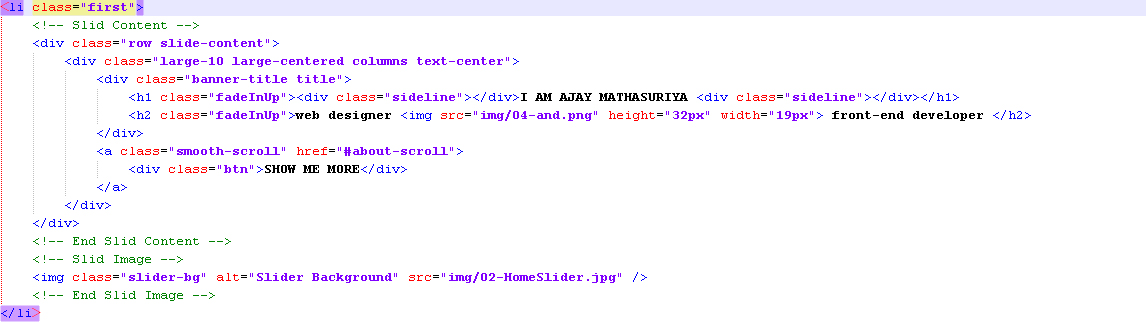 <li class="first">
<!-- Slid Content -->
<div class="row slide-content">
<div class="large-10 large-centered columns text-center">
<div class="banner-title title">
<h1 class="fadeInUp"><div class="sideline"></div>I AM AJAY MATHASURIYA <div class="sideline"></div></h1>
<h2 class="fadeInUp">web designer <img src="img/04-and.png" height="32px" width="19px"> front-end developer </h2>
</div>
<a class="smooth-scroll" href="#about-scroll">
<div class="btn">SHOW ME MORE</div>
</a>
</div>
</div>
<!-- End Slid Content -->
<!-- Slid Image -->
<img class="slider-bg" alt="Slider Background" src="img/02-HomeSlider.jpg" />
<!-- End Slid Image -->
</li>